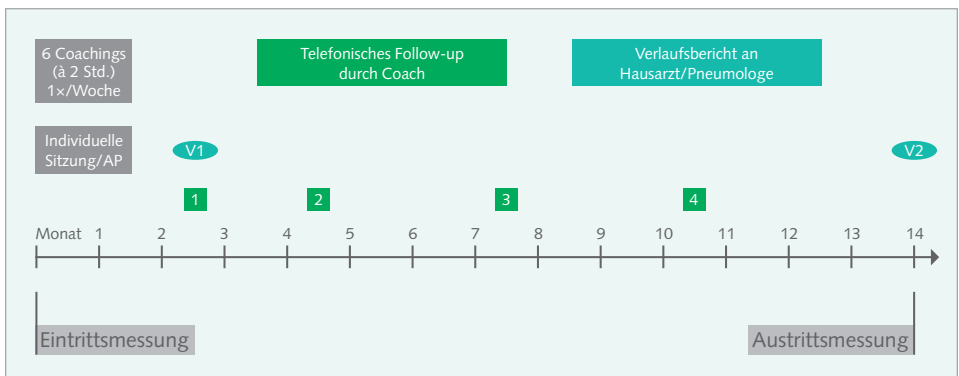 6 Coachings
(à 2 Std.)
1×/Woche
Telefonisches Follow-up
durch Coach
Verlaufsbericht an
Hausarzt/Pneumologe
Individuelle
Sitzung/AP
V1
V2
1
2
3
4
Monat 1 2 3 4 5 6 7 8 9 10 11 12 13 14
Eintrittsmessung
Austrittsmessung